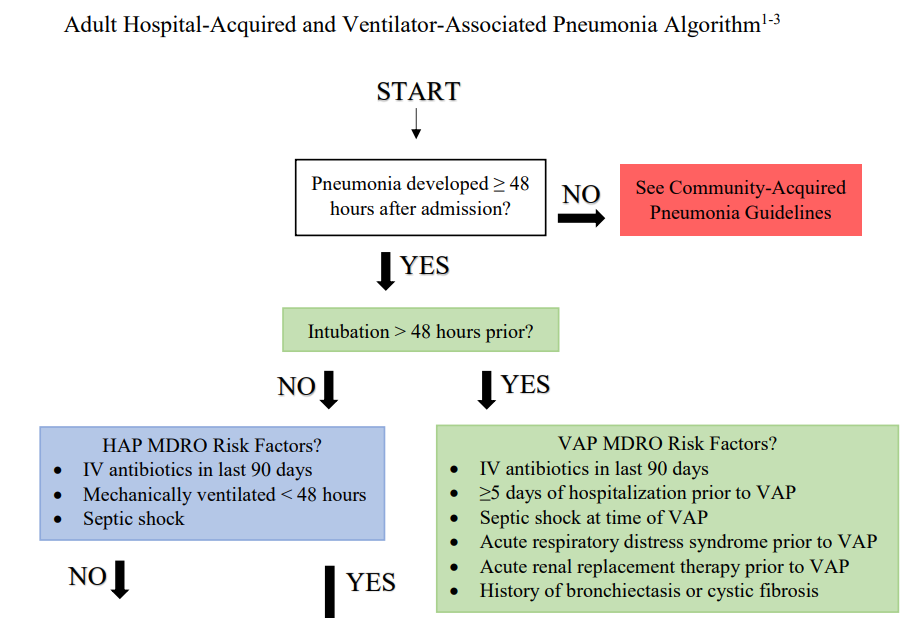 Adult Hospital-Acquired and Ventilator-Associated Pneumonia Algorithm1-3
START
Pneumonia developed ≥ 48
hours after admission?
NO
See Community-Acquired
Pneumonia Guidelines
YES
Intubation > 48 hours prior?
NO
YES
HAP MDRO Risk Factors?
• IV antibiotics in last 90 days
• Mechanically ventilated < 48 hours
• Septic shock
VAP MDRO Risk Factors?
• IV antibiotics in last 90 days
• ≥5 days of hospitalization prior to VAP
• Septic shock at time of VAP
• Acute respiratory distress syndrome prior to VAP
• Acute renal replacement therapy prior to VAP
• History of bronchiectasis or cystic fibrosis
NO
YES